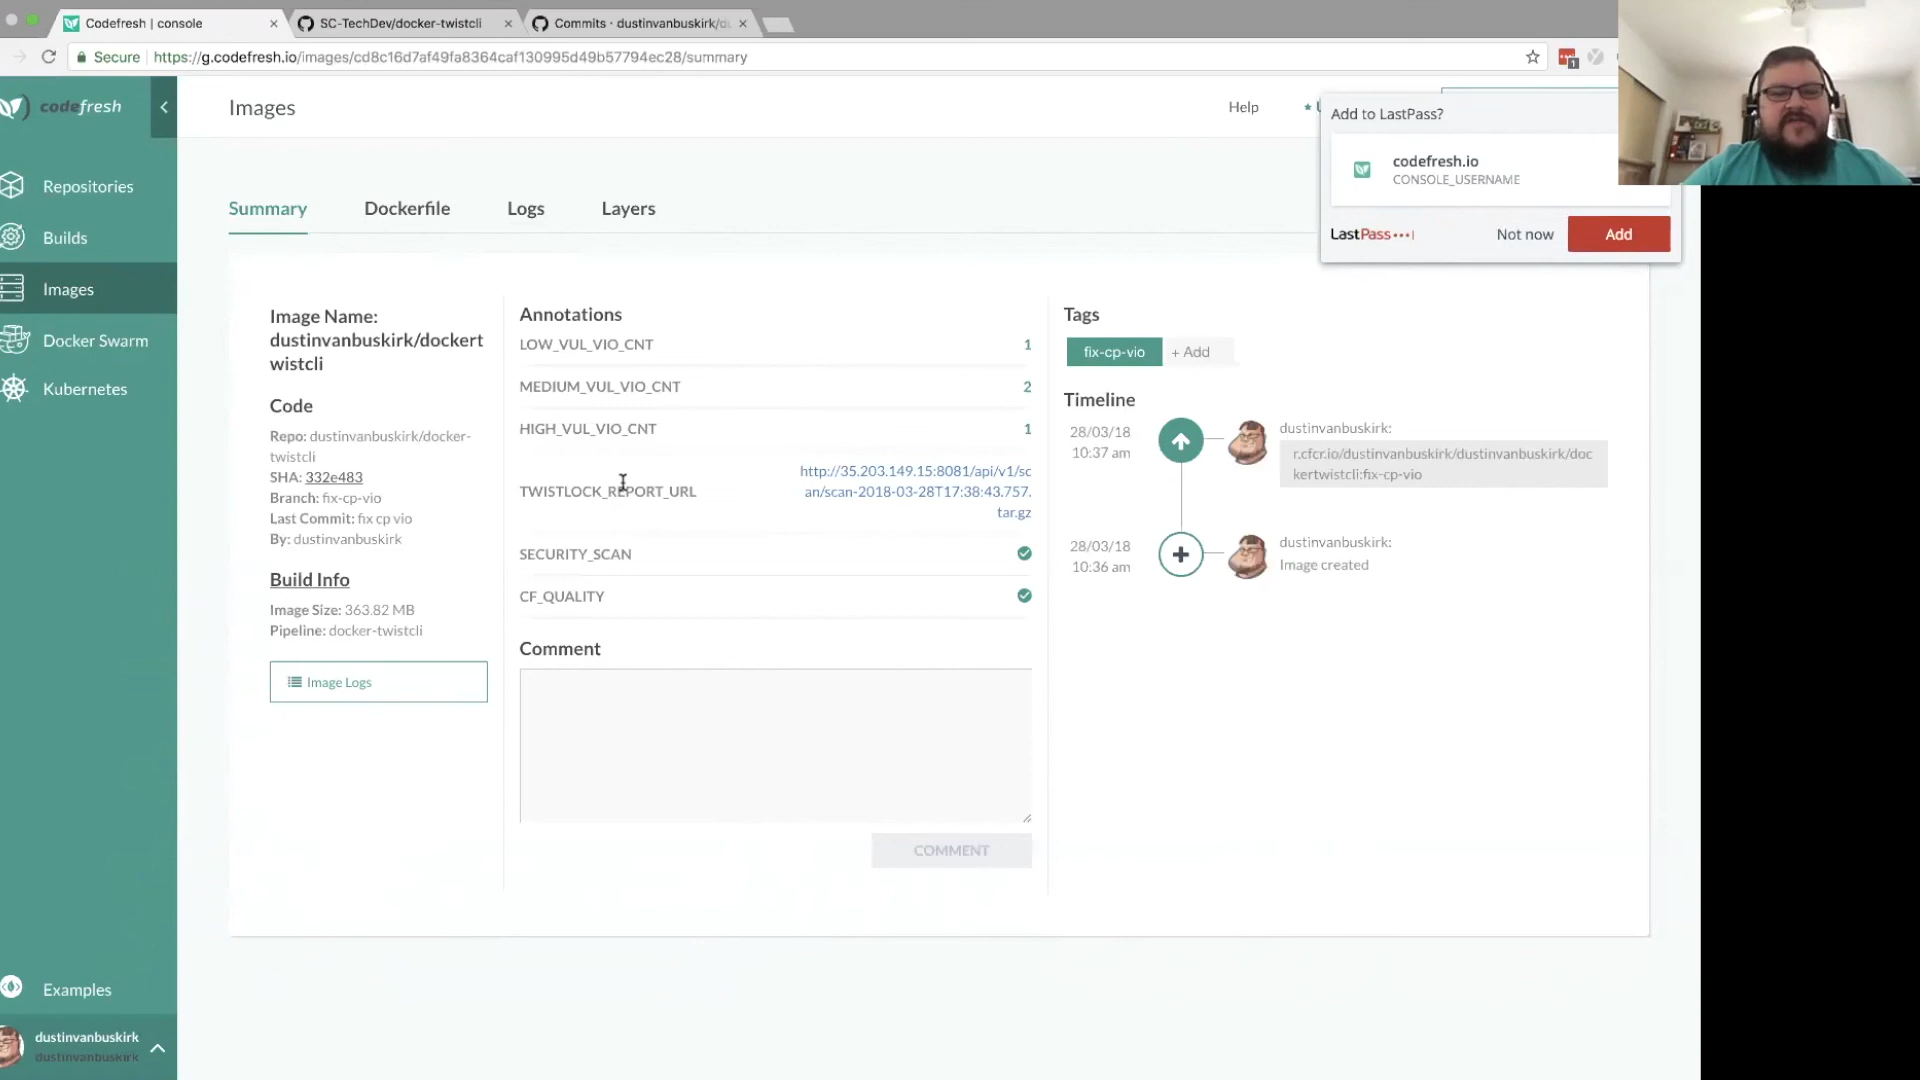 Codefresh | console
SC-TechDev/docker-twistcli
Commits · dustinvanbuskirk/d
Secure
https://g.codefresh.io/images/cd8c16d7af49fa8364caf130995d49b57794ec28/summary
codefresh
Images
Help
Repositories
Builds
Images
Docker Swarm
Kubernetes
Examples
dustinvanbuskirk
dustinvanbuskirk
Add to LastPass?
codefresh.io
CONSOLE_USERNAME
LastPass
Not now
Add
Summary
Dockerfile
Logs
Layers
Image Name:
dustinvanbuskirk/dockert
wistcli
Code
Repo: dustinvanbuskirk/docker-
twistcli
SHA: 332e483
Branch: fix-cp-vio
Last Commit: fix cp vio
By: dustinvanbuskirk
Build Info
Image Size: 363.82 MB
Pipeline: docker-twistcli
Image Logs
Annotations
LOW_VUL_VIO_CNT 1
MEDIUM_VUL_VIO_CNT 2
HIGH_VUL_VIO_CNT 1
TWISTLOCK_REPORT_URL
http://35.203.149.15:8081/api/v1/sc
an/scan-2018-03-28T17:38:43.757.
tar.gz
SECURITY_SCAN
CF_QUALITY
Comment
COMMENT
Tags
fix-cp-vio
+ Add
Timeline
28/03/18
10:37 am
dustinvanbuskirk:
r.cfcr.io/dustinvanbuskirk/dustinvanbuskirk/doc
kertwistcli:fix-cp-vio
28/03/18
10:36 am
dustinvanbuskirk:
Image created